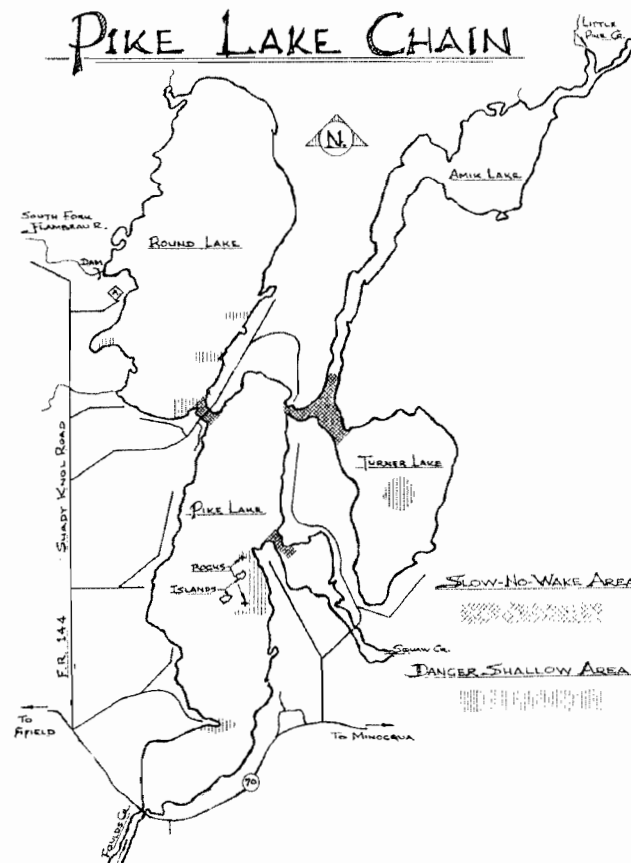 PIKE LAKE CHAIN
LITTLE
PIKE CR.
N.
AMIK LAKE
SOUTH FORK
FLAMBEAU R.
ROUND LAKE
DAM
SHADY KNOL ROAD
TURNER LAKE
PIKE LAKE
ROCKS
ISLANDS
SLOW-NO-WAKE AREA
F.R. 144
SQUAW CR.
DANGER-SHALLOW AREA
TO
FIFIELD
TO MINOCQUA
70
FOULDS CR.